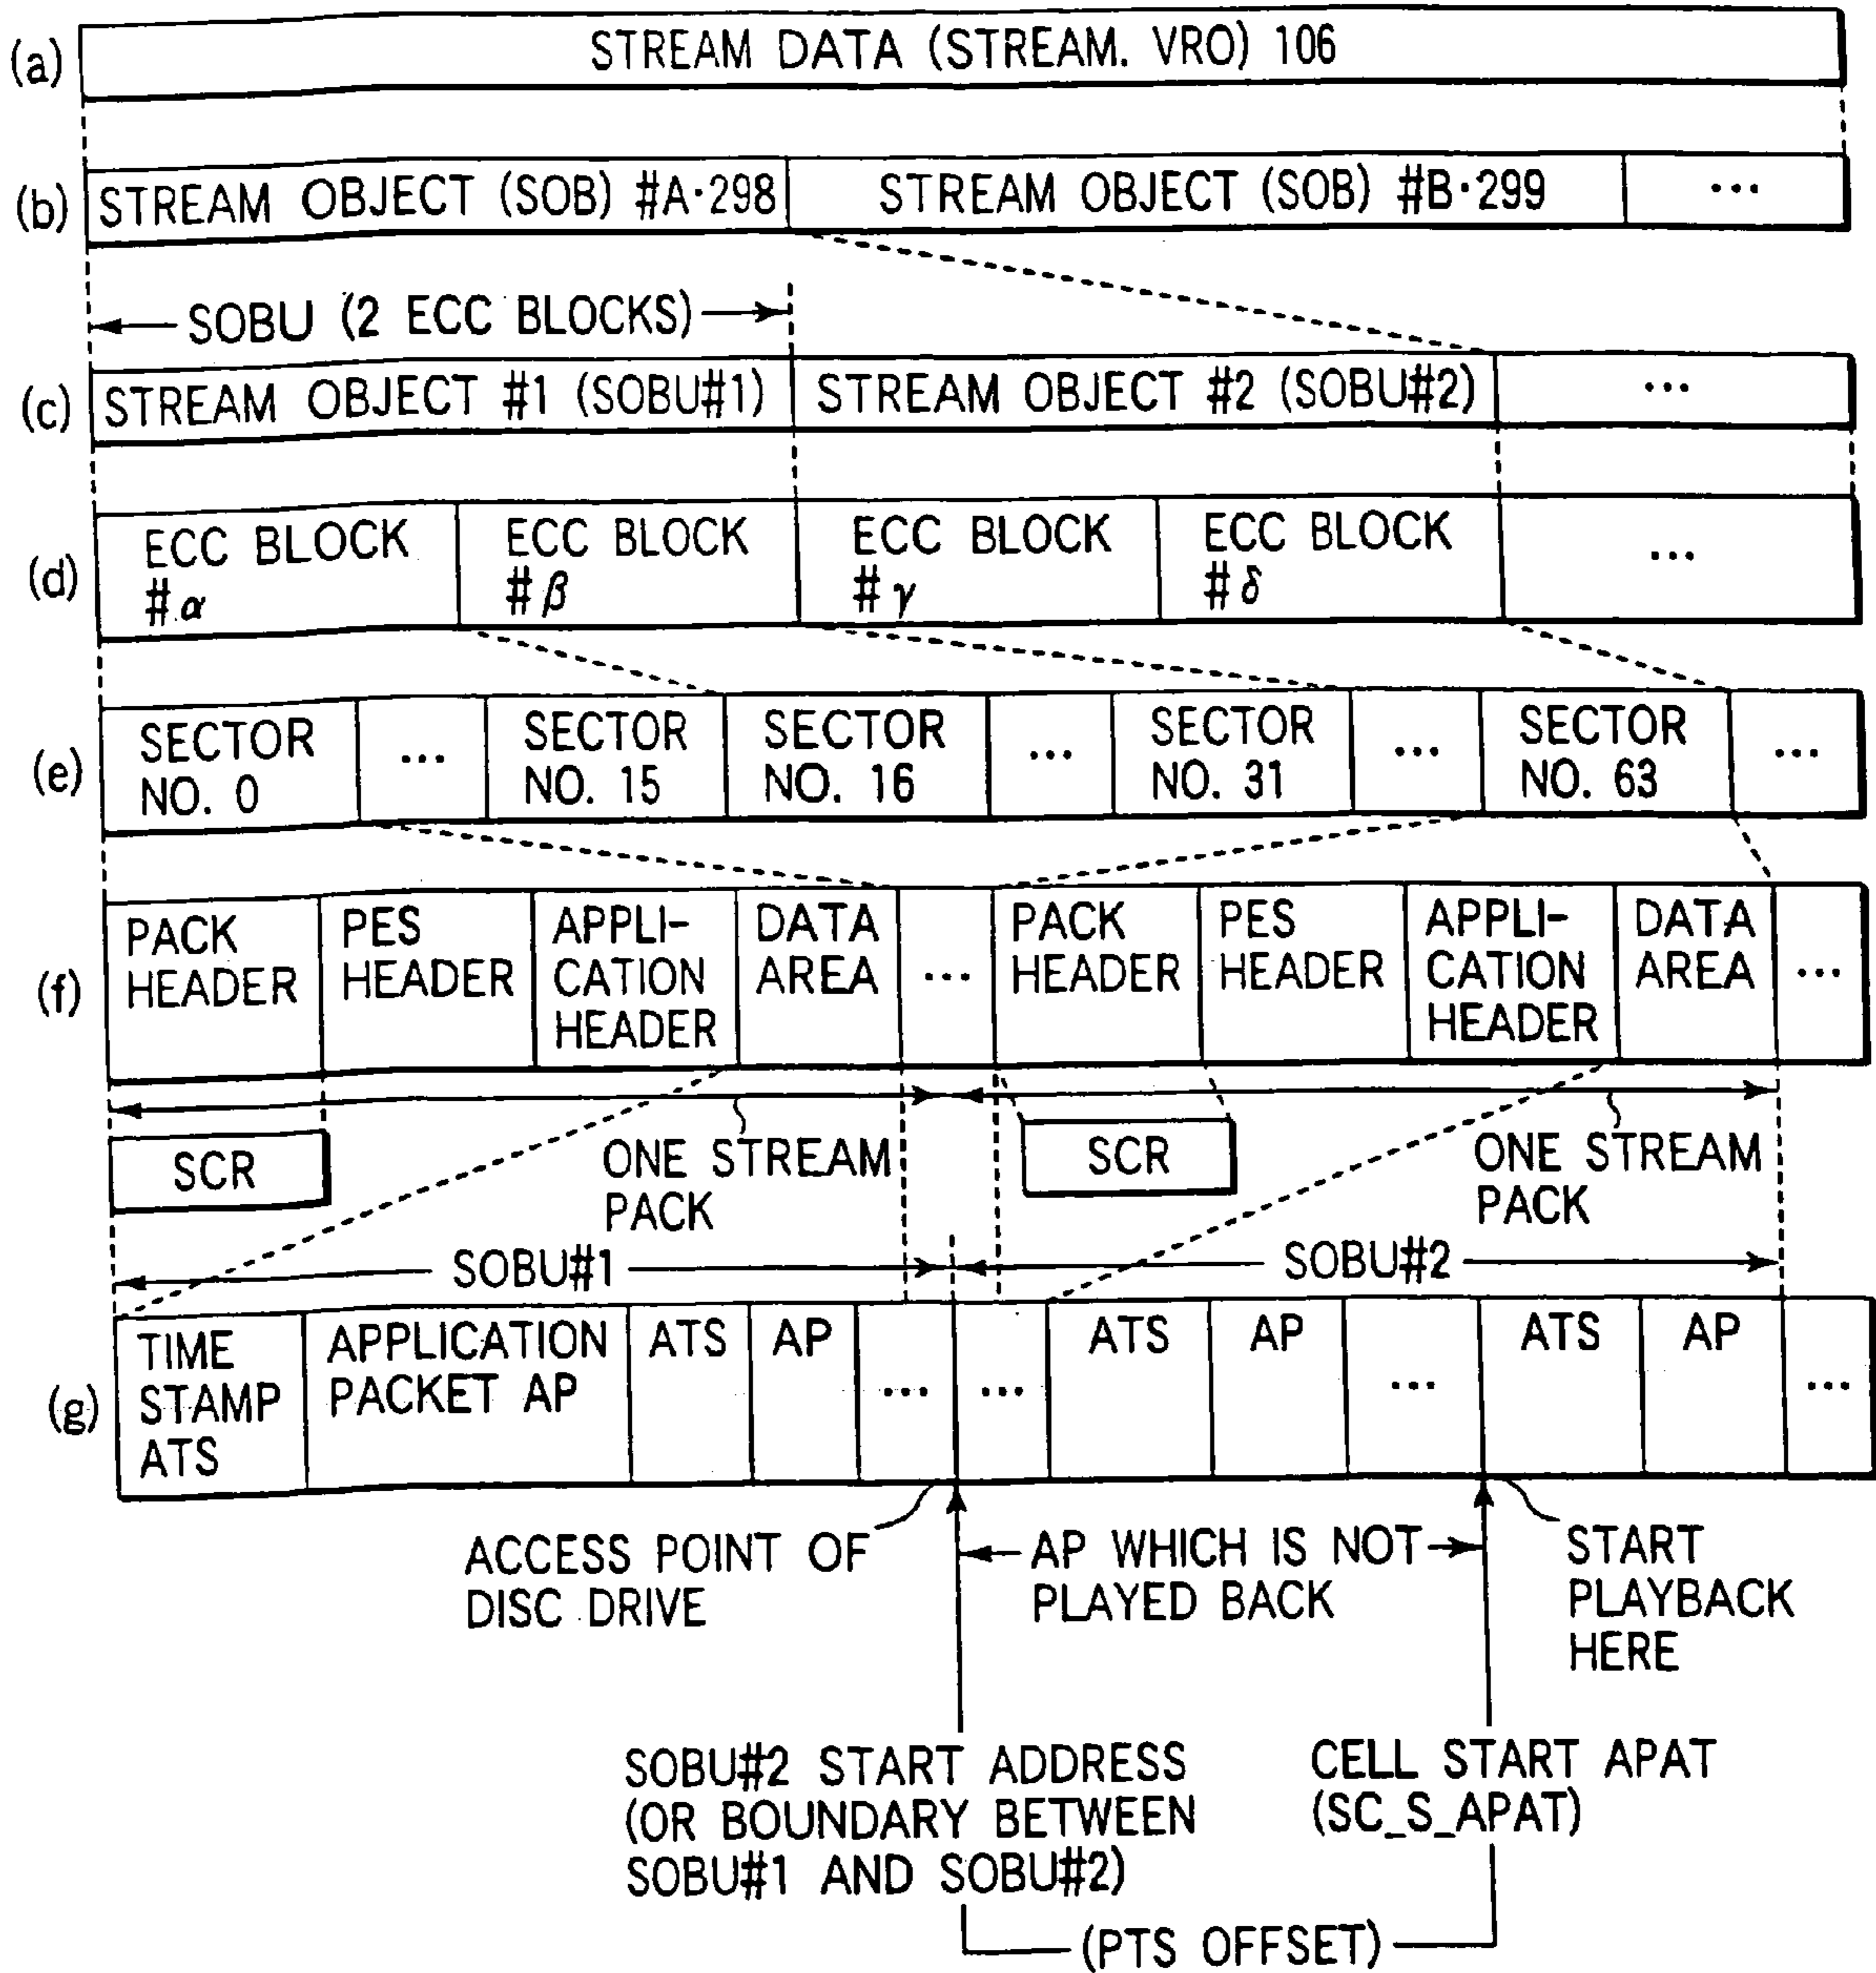 (a)
STREAM DATA (STREAM. VRO) 106
(b)
STREAM OBJECT (SOB) #A·298
STREAM OBJECT (SOB) #B·299
...
SOBU (2 ECC BLOCKS)
(c)
STREAM OBJECT #1 (SOBU#1)
STREAM OBJECT #2 (SOBU#2)
...
(d)
ECC BLOCK
#α
ECC BLOCK
#β
ECC BLOCK
#γ
ECC BLOCK
#δ
...
(e)
SECTOR
NO. 0
...
SECTOR
NO. 15
SECTOR
NO. 16
...
SECTOR
NO. 31
...
SECTOR
NO. 63
...
(f)
PACK
HEADER
PES
HEADER
APPLI-
CATION
HEADER
DATA
AREA
...
PACK
HEADER
PES
HEADER
APPLI-
CATION
HEADER
DATA
AREA
...
SCR
ONE STREAM
PACK
SCR
ONE STREAM
PACK
SOBU#1
SOBU#2
(g)
TIME
STAMP
ATS
APPLICATION
PACKET AP
ATS
AP
...
...
ATS
AP
...
ATS
AP
...
ACCESS POINT OF
DISC DRIVE
AP WHICH IS NOT
PLAYED BACK
START
PLAYBACK
HERE
SOBU#2 START ADDRESS
(OR BOUNDARY BETWEEN
SOBU#1 AND SOBU#2)
CELL START APAT
(SC_S_APAT)
(PTS OFFSET)